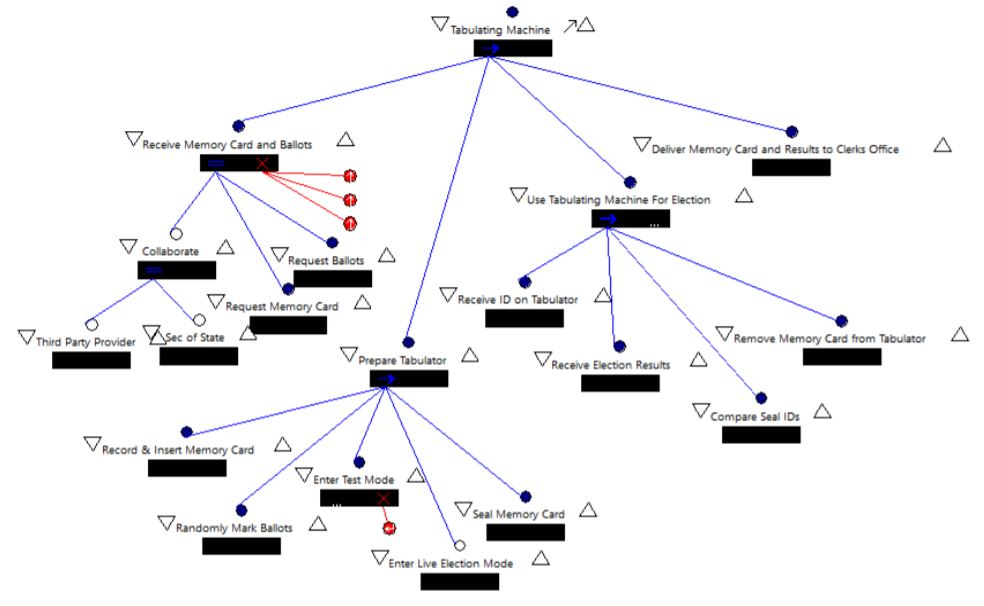 Tabulating Machine
Receive Memory Card and Ballots
Deliver Memory Card and Results to Clerks Office
Use Tabulating Machine For Election
Collaborate
Request Ballots
Request Memory Card
Receive ID on Tabulator
Third Party Provider
Sec of State
Remove Memory Card from Tabulator
Prepare Tabulator
Receive Election Results
Compare Seal IDs
Record & Insert Memory Card
Enter Test Mode
Seal Memory Card
Randomly Mark Ballots
Enter Live Election Mode